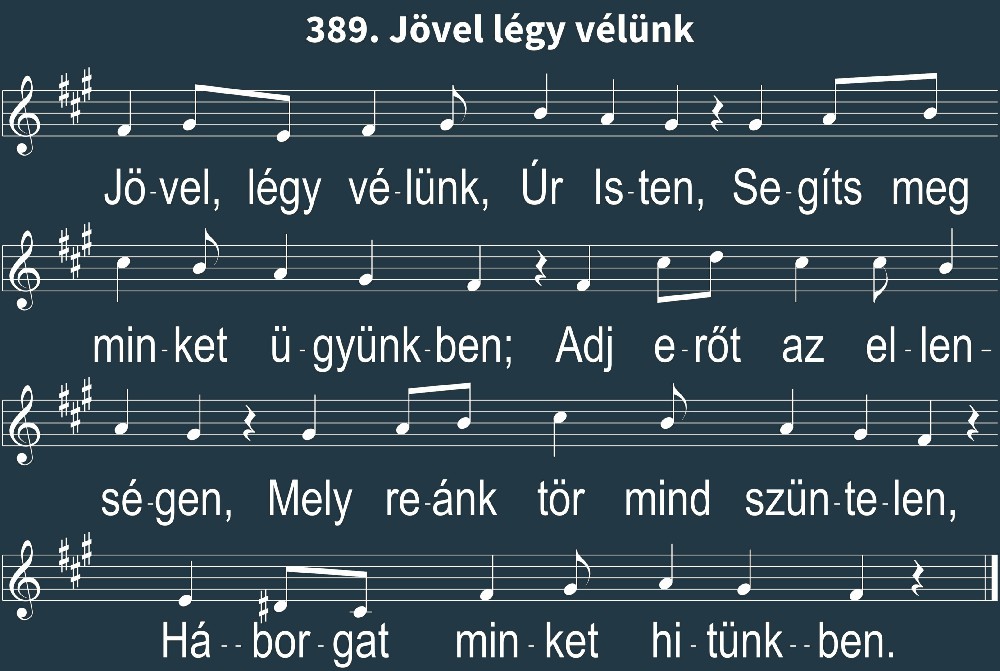 389. Jövel légy vélünk
Jö-vel, légy vé-lünk, Úr Is-ten, Se-gíts meg
min-ket ü-gyünk-ben; Adj e-rőt az el-len-
sé-gen, Mely re-ánk tör mind szün-te-len,
Há--bor-gat min-ket hi-tünk--ben.